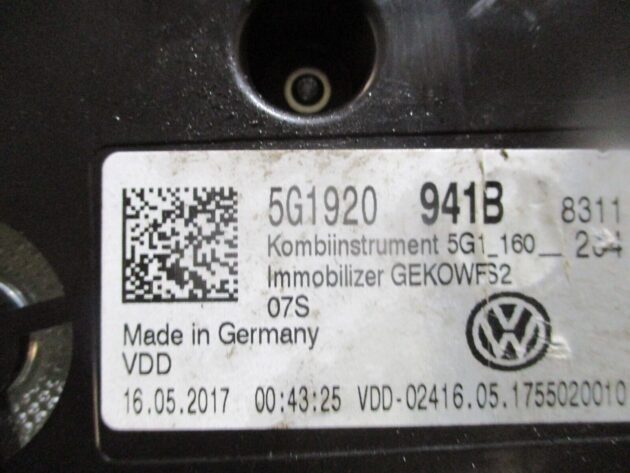 5G1920 941B 8311
Kombiinstrument 5G1_160__
Immobilizer GEKOWFS2
07S
Made in Germany
VDD
16.05.2017 00:43:25 VDD-02416.05.1755020010